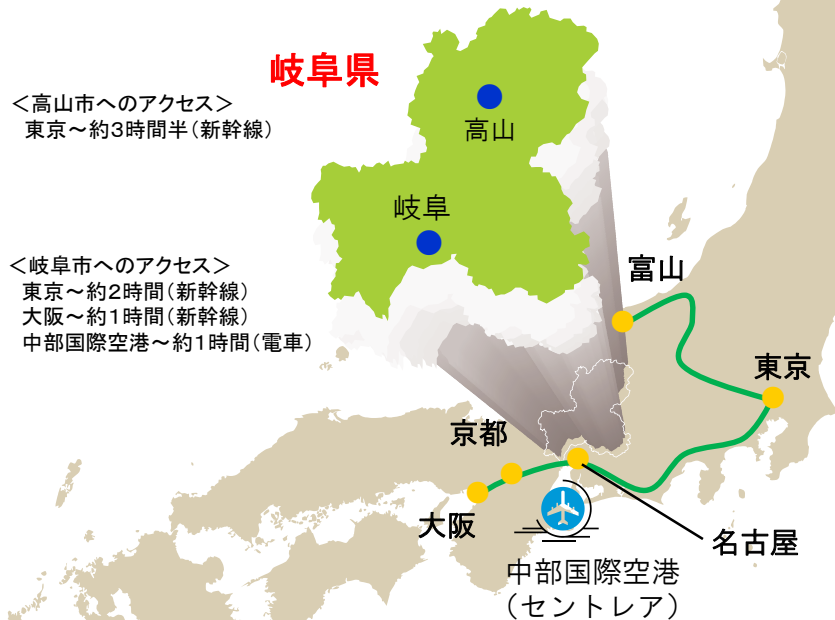 岐阜県
＜高山市へのアクセス＞
東京～約3時間半(新幹線)
高山
岐阜
＜岐阜市へのアクセス＞
東京～約2時間(新幹線)
大阪～約1時間(新幹線)
中部国際空港～約1時間(電車)
富山
東京
京都
大阪
名古屋
中部国際空港
(セントレア)